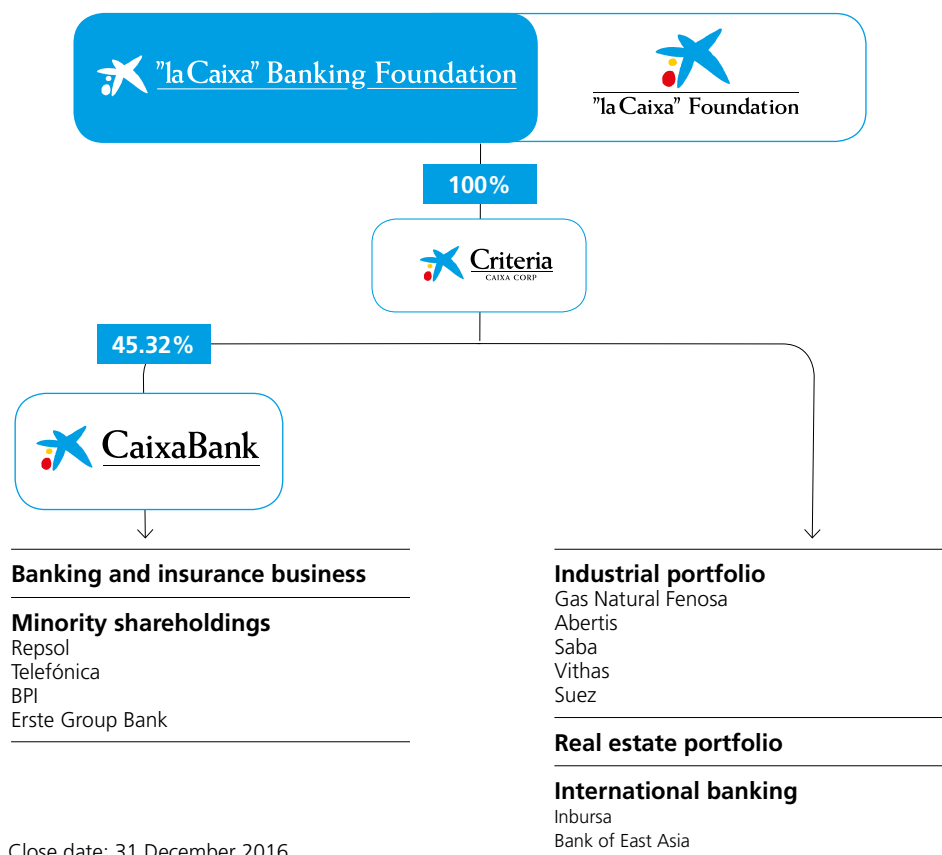 "la Caixa" Banking Foundation
"la Caixa" Foundation
100%
Criteria
CAIXA CORP
45.32%
CaixaBank
Banking and insurance business
Minority shareholdings
Repsol
Telefónica
BPI
Erste Group Bank
Industrial portfolio
Gas Natural Fenosa
Abertis
Saba
Vithas
Suez
Real estate portfolio
International banking
Inbursa
Bank of East Asia
Close date: 31 December 2016